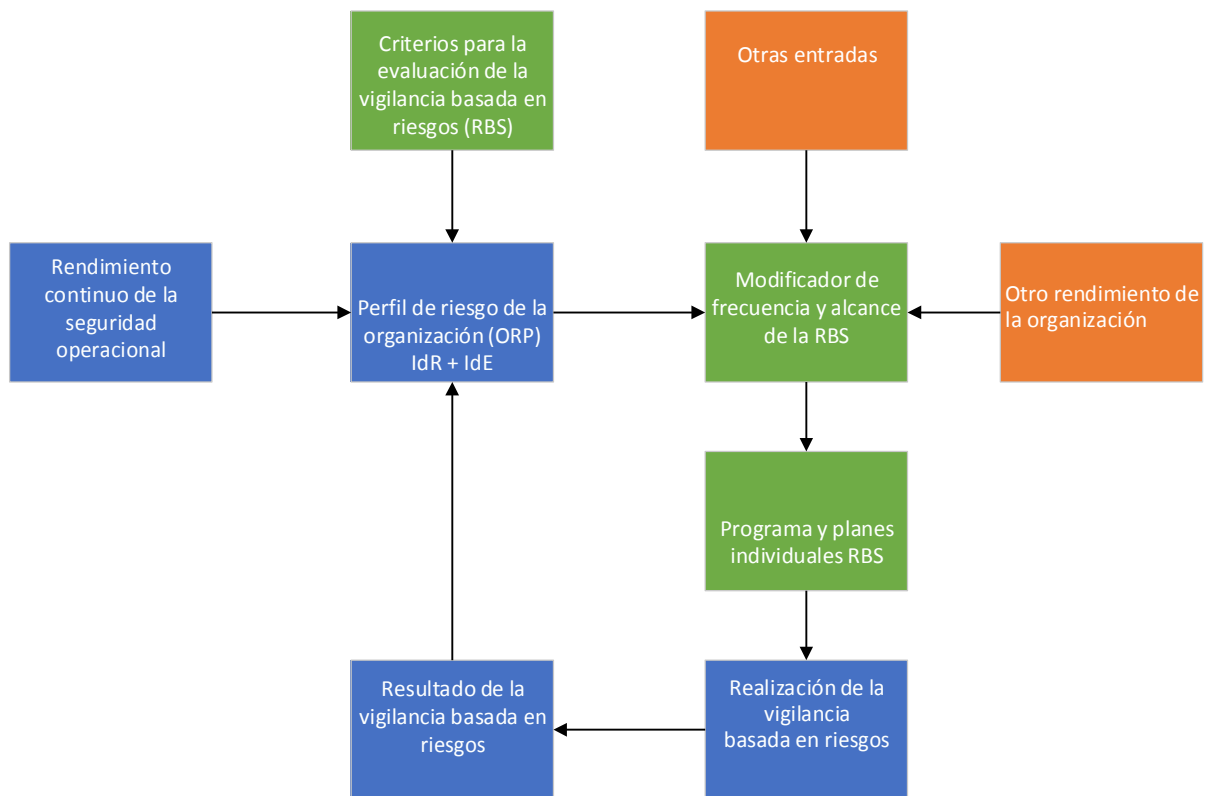 Criterios para la
evaluación de la
vigilancia basada en
riesgos (RBS)
Otras entradas
Rendimiento
continuo de la
seguridad
operacional
Perfil de riesgo de la
organización (ORP)
IdR + IdE
Modificador de
frecuencia y alcance
de la RBS
Otro rendimiento de
la organización
Programa y planes
individuales RBS
Resultado de la
vigilancia basada en
riesgos
Realización de la
vigilancia
basada en riesgos